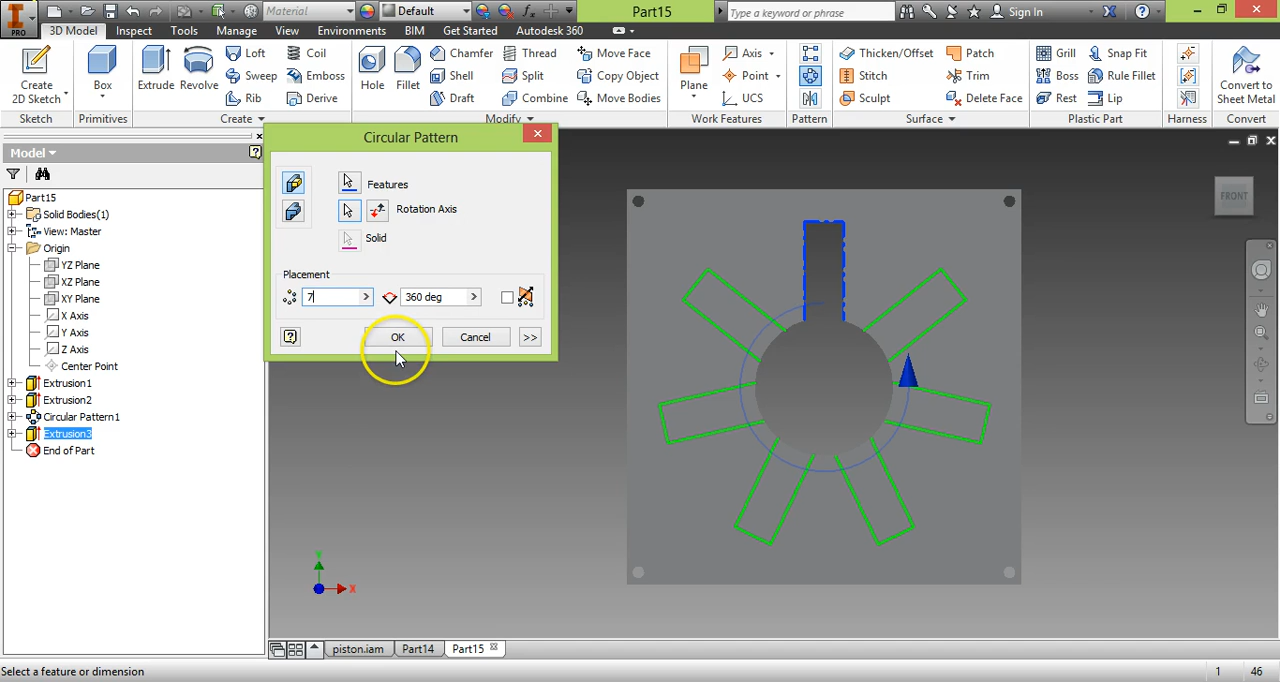 PRO
Material
Default
Part15
Type a keyword or phrase
Sign In
3D Model
Inspect
Tools
Manage
View
Environments
BIM
Get Started
Autodesk 360
Create
2D Sketch
Sketch
Box
Primitives
Extrude
Revolve
Loft
Sweep
Rib
Coil
Emboss
Derive
Create
Hole
Fillet
Chamfer
Shell
Draft
Thread
Split
Combine
Move Face
Copy Object
Move Bodies
Modify
Plane
Axis
Point
UCS
Work Features
Pattern
Thicken/Offset
Stitch
Sculpt
Patch
Trim
Delete Face
Surface
Grill
Boss
Rest
Snap Fit
Rule Fillet
Lip
Plastic Part
Harness
Convert to
Sheet Metal
Convert
Model
Part15
Solid Bodies(1)
View: Master
Origin
YZ Plane
XZ Plane
XY Plane
X Axis
Y Axis
Z Axis
Center Point
Extrusion1
Extrusion2
Circular Pattern1
Extrusion3
End of Part
Circular Pattern
Features
Rotation Axis
Solid
Placement
7
360 deg
OK
Cancel
>>
FRONT
Y
X
piston.iam
Part14
Part15
Select a feature or dimension
1
46